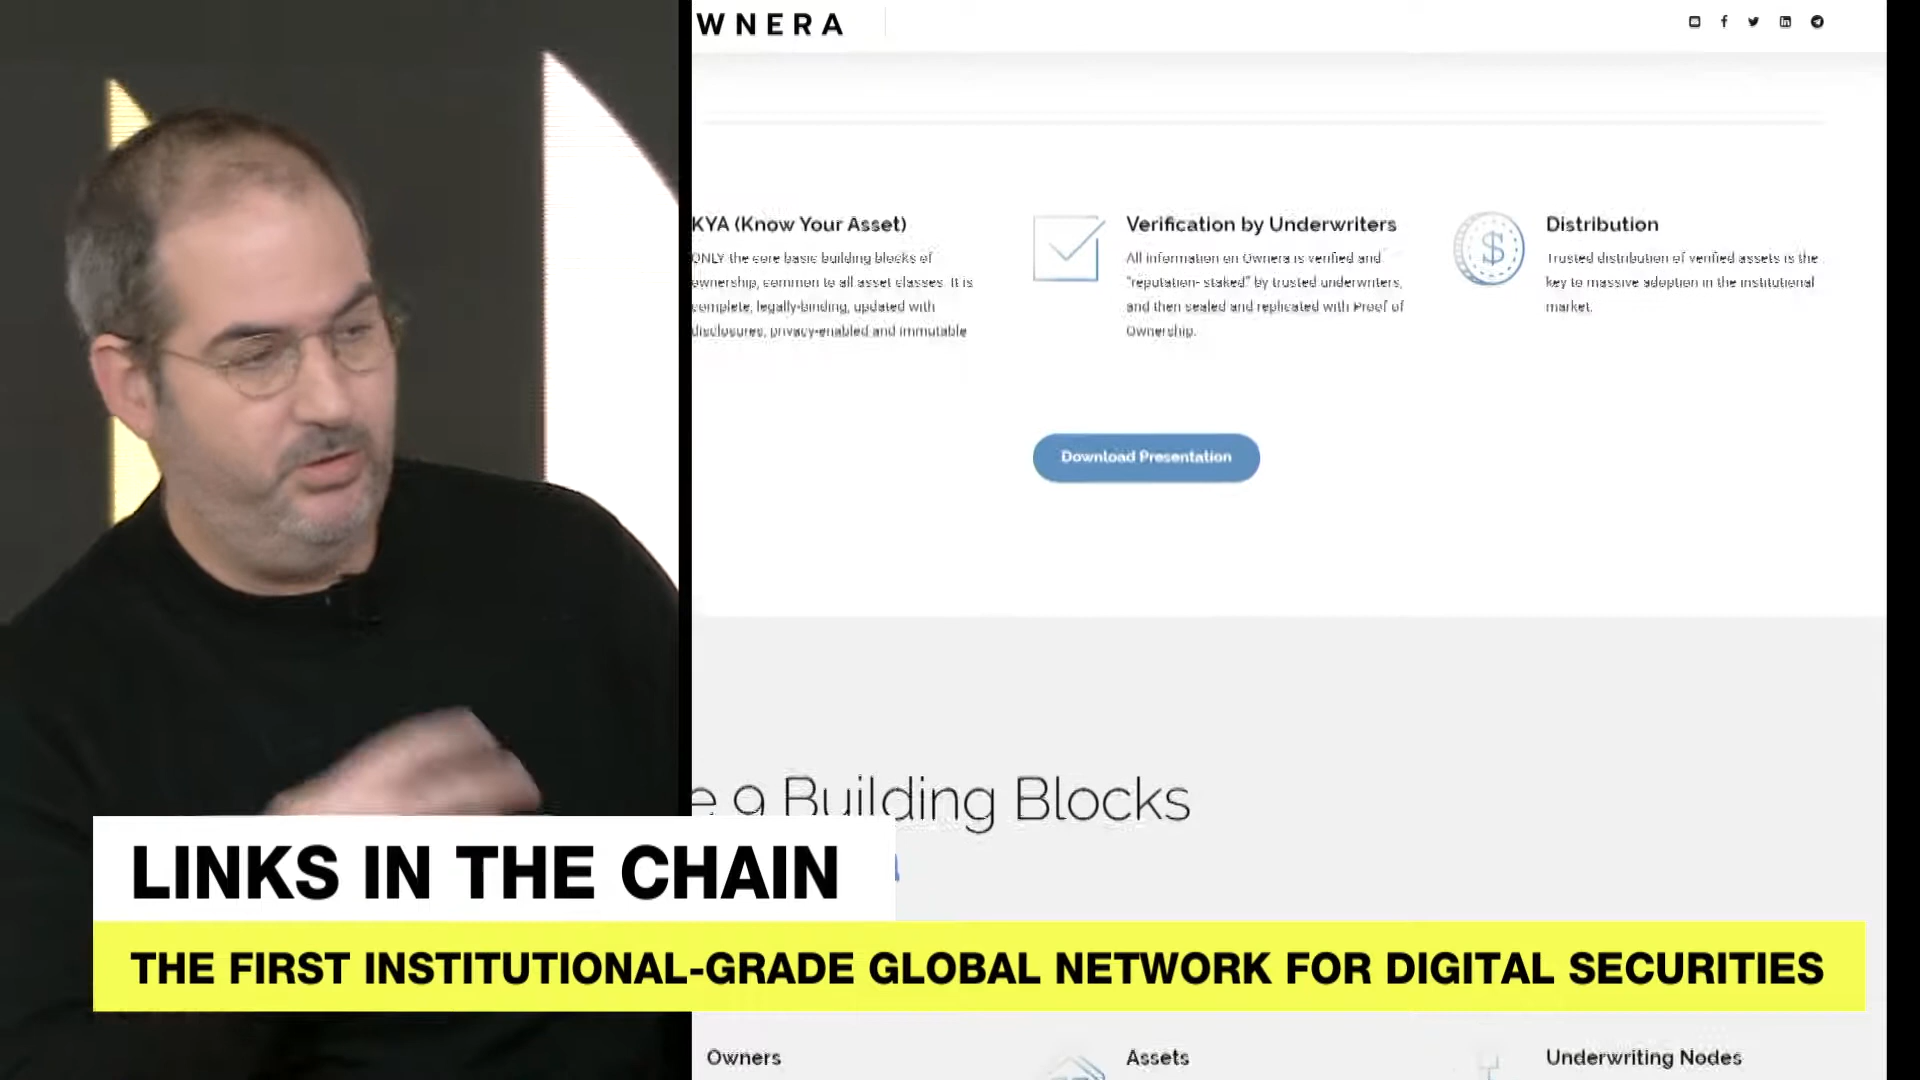 WNERA
KYA (Know Your Asset)
ONLY the core basic building blocks of
ownership, common to all asset classes. It is
complete, legally-binding, updated with
disclosures, privacy-enabled and immutable
Verification by Underwriters
All information on Ownera is verified and
"reputation- staked" by trusted underwriters,
and then sealed and replicated with Proof of
Ownership.
Distribution
Trusted distribution of verified assets is the
key to massive adoption in the institutional
market.
Download Presentation
e 9 Building Blocks
LINKS IN THE CHAIN
THE FIRST INSTITUTIONAL-GRADE GLOBAL NETWORK FOR DIGITAL SECURITIES
Owners
Assets
Underwriting Nodes